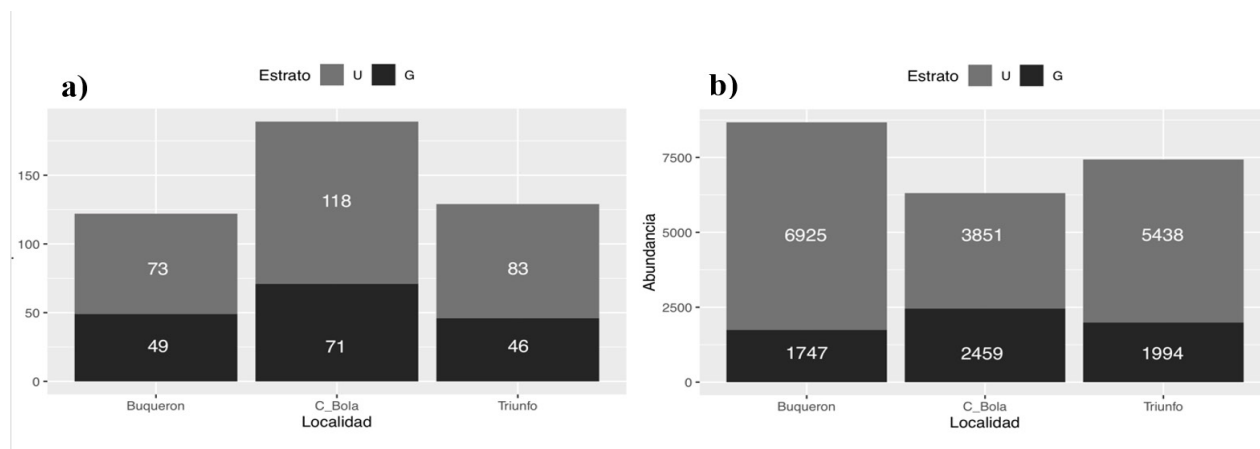 a)
Estrato U G
150
118
100
73
83
50
49
71
46
0
Buqueron C_Bola Triunfo
Localidad
b)
Estrato U G
Abundancia
7500
6925
3851
5438
5000
2500
1747
2459
1994
0
Buqueron C_Bola Triunfo
Localidad